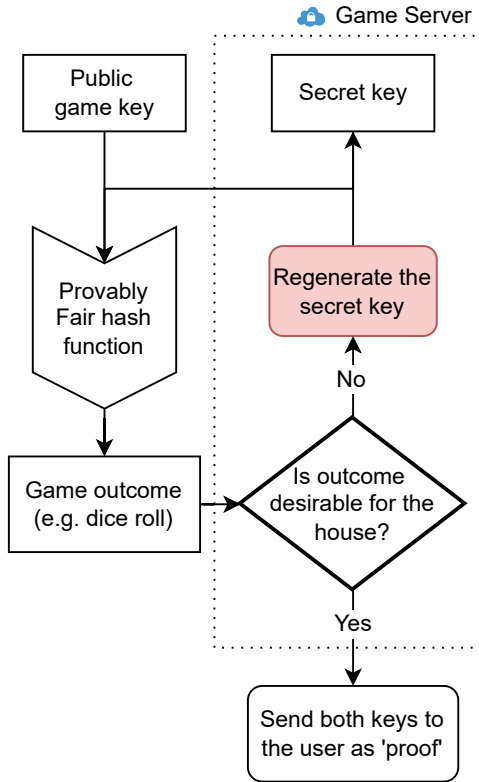 Game Server
Public
game key
Secret key
Provably
Fair hash
function
Regenerate the
secret key
No
Game outcome
(e.g. dice roll)
Is outcome
desirable for the
house?
Yes
Send both keys to
the user as 'proof'